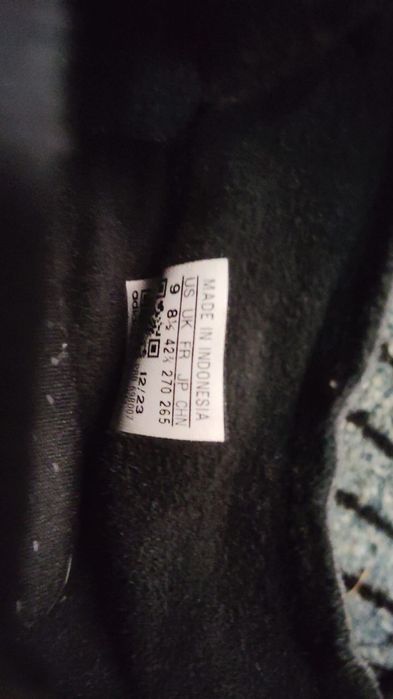 MADE IN INDONESIA
US UK FR JP CHN
9 8½ 42⅔ 270 265
12/23